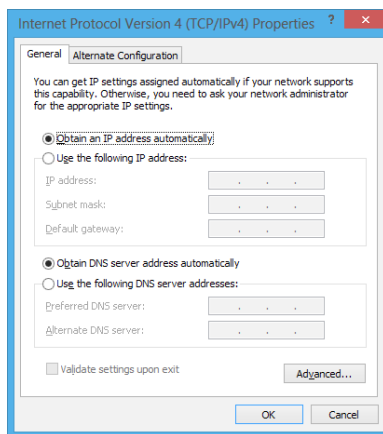 Internet Protocol Version 4 (TCP/IPv4) Properties ? ×
General Alternate Configuration
You can get IP settings assigned automatically if your network supports
this capability. Otherwise, you need to ask your network administrator
for the appropriate IP settings.
Obtain an IP address automatically
Use the following IP address:
IP address: . . .
Subnet mask: . . .
Default gateway: . . .
Obtain DNS server address automatically
Use the following DNS server addresses:
Preferred DNS server: . . .
Alternate DNS server: . . .
Validate settings upon exit
Advanced...
OK Cancel